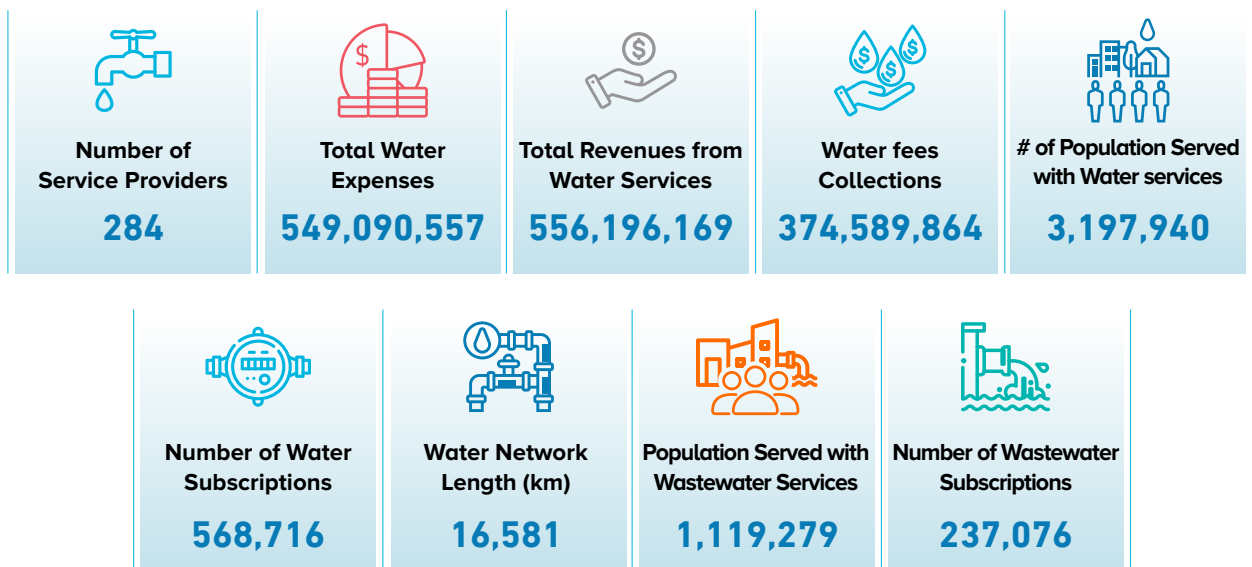 Number of
Service Providers
284
Total Water
Expenses
549,090,557
Total Revenues from
Water Services
556,196,169
Water fees
Collections
374,589,864
# of Population Served
with Water services
3,197,940
Number of Water
Subscriptions
568,716
Water Network
Length (km)
16,581
Population Served with
Wastewater Services
1,119,279
Number of Wastewater
Subscriptions
237,076